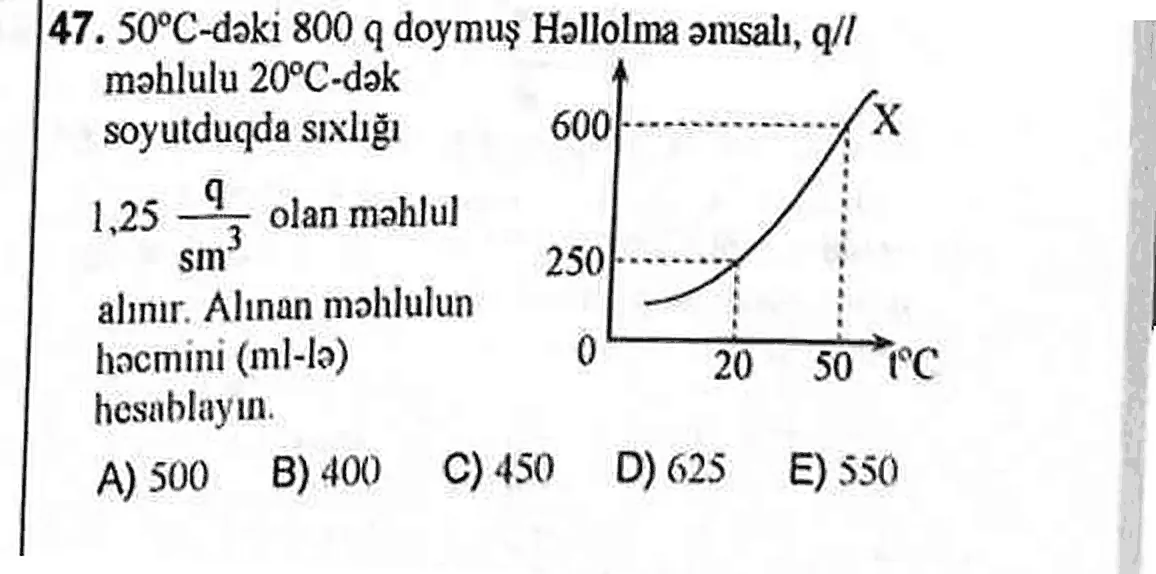 47. 50°C-dəki 800 q doymuş Həllolma əmsalı, q/l
məhlulu 20°C-dək
soyutduqda sıxlığı
1,25 q/sm³ olan məhlul
alınır. Alınan məhlulun
həcmini (ml-lə)
hesablayın.
600
X
250
0
20 50 t°C
A) 500 B) 400 C) 450 D) 625 E) 550